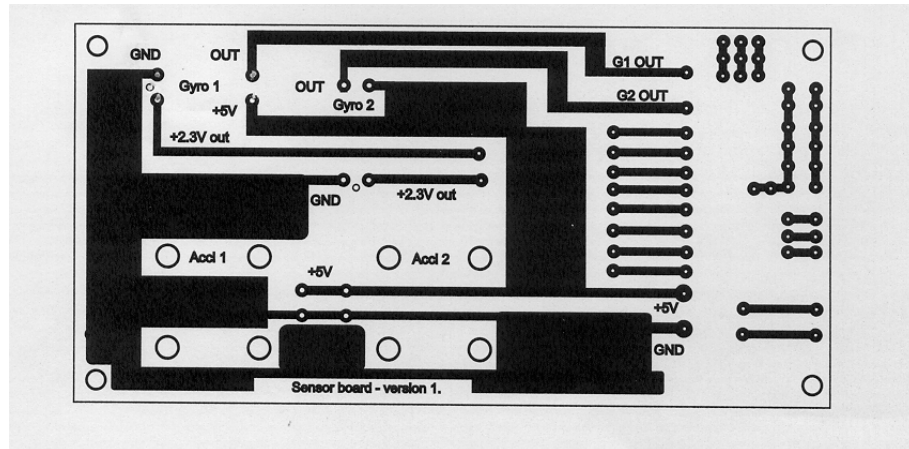 GND
OUT
G1 OUT
Gyro 1
OUT
Gyro 2
G2 OUT
+5V
+2.3V out
GND
+2.3V out
Accl 1
Accl 2
+5V
+5V
GND
Sensor board - version 1.